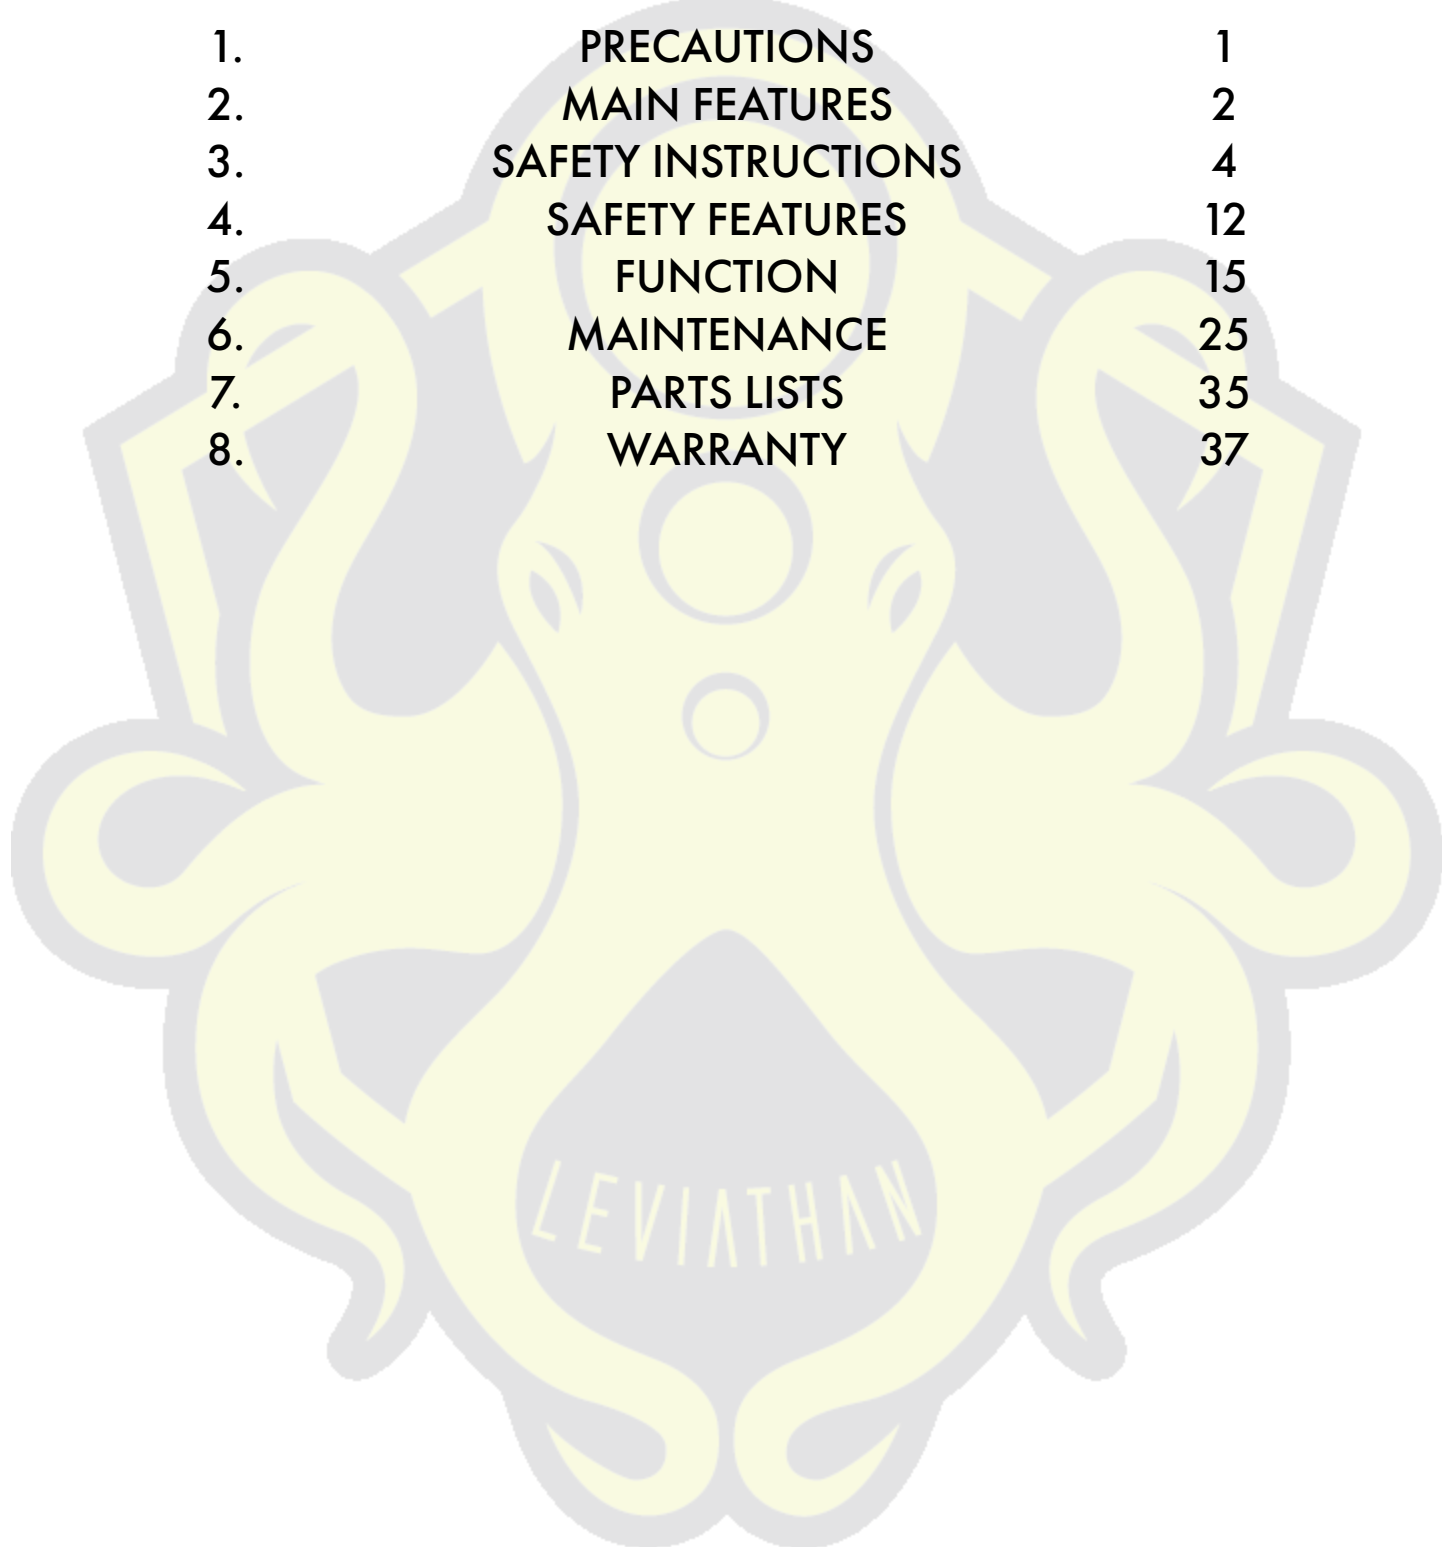 1. PRECAUTIONS 1
2. MAIN FEATURES 2
3. SAFETY INSTRUCTIONS 4
4. SAFETY FEATURES 12
5. FUNCTION 15
6. MAINTENANCE 25
7. PARTS LISTS 35
8. WARRANTY 37
LEVIATHAN